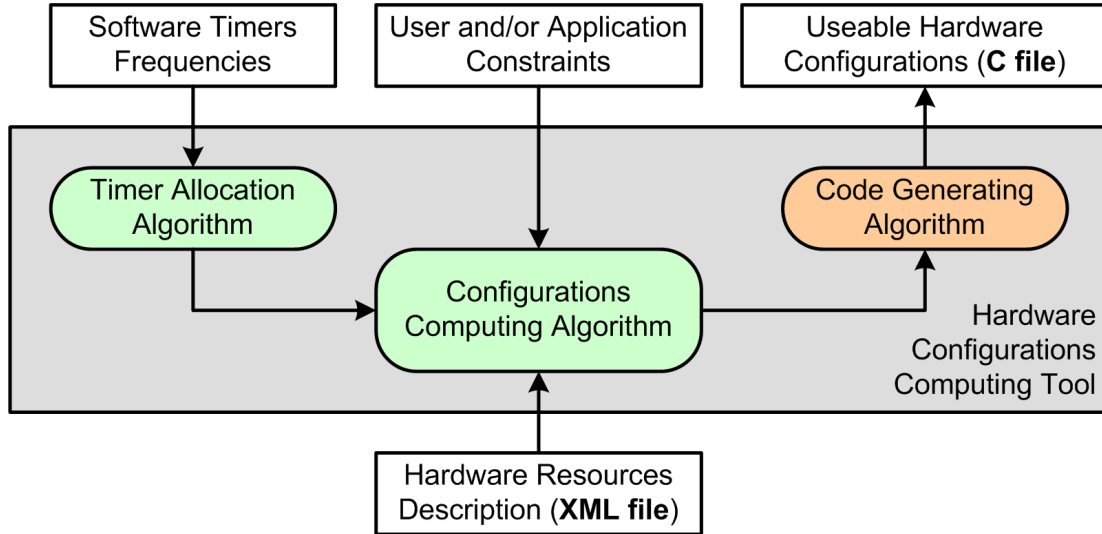 Software Timers
Frequencies
User and/or Application
Constraints
Useable Hardware
Configurations (C file)
Timer Allocation
Algorithm
Code Generating
Algorithm
Configurations
Computing Algorithm
Hardware
Configurations
Computing Tool
Hardware Resources
Description (XML file)